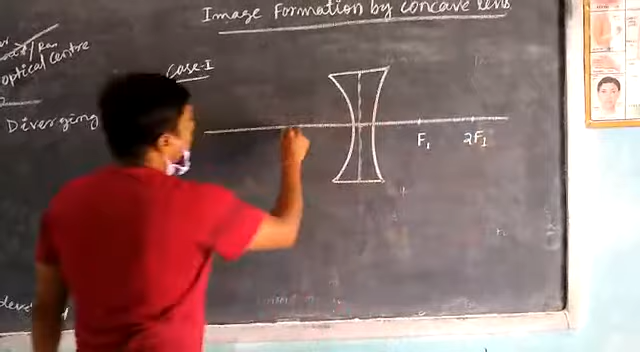 Image Formation by concave lens
Case-I
optical centre
Diverging
F₁
2F₁